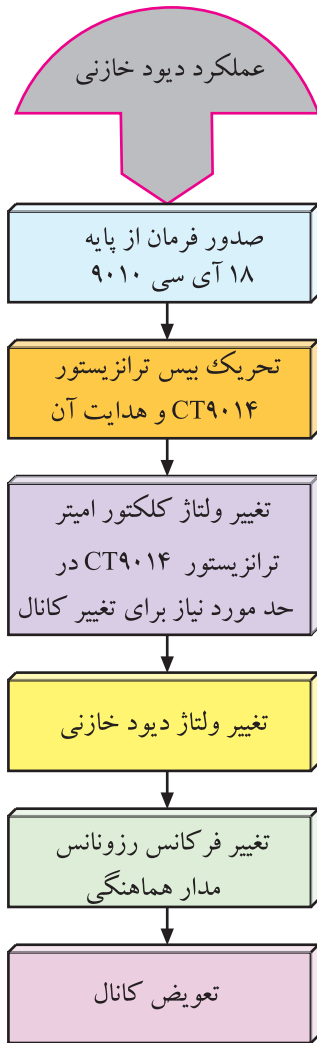 عملکرد دیود خازنی
صدور فرمان از پایه
۱۸ آی سی ۹۰۱۰
تحریک بیس ترانزیستور
CT۹۰۱۴ و هدایت آن
تغییر ولتاژ کلکتور امیتر
ترانزیستور CT۹۰۱۴ در
حد مورد نیاز برای تغییر کانال
تغییر ولتاژ دیود خازنی
تغییر فرکانس رزونانس
مدار هماهنگی
تعویض کانال